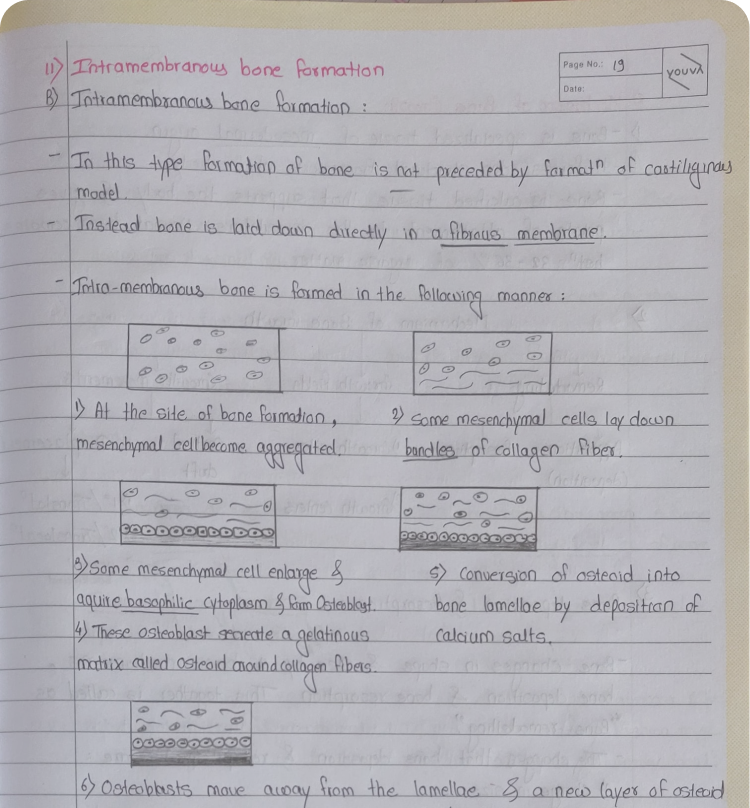 Page No.: 19
Date:
YOUVA
11) Intramembranous bone formation
B) Intramembranous bone formation :
- In this type formation of bone is not preceded by formatⁿ of castiliginous
model.
- Instead bone is laid down directly in a fibrous membrane.
- Intra-membranous bone is formed in the following manner :
1) At the site of bone formation,
mesenchymal cell become aggregated.
2) Some mesenchymal cells lay down
bundles of collagen fiber.
3) Some mesenchymal cell enlarge &
aquire basophilic cytoplasm & form Osteoblast.
4) These osteoblast secreate a gelatinous
matrix called osteoid around collagen fibers.
5) Conversion of osteoid into
bone lamellae by deposition of
calcium salts.
6) Osteoblasts move away from the lamellae & a new layer of osteoid